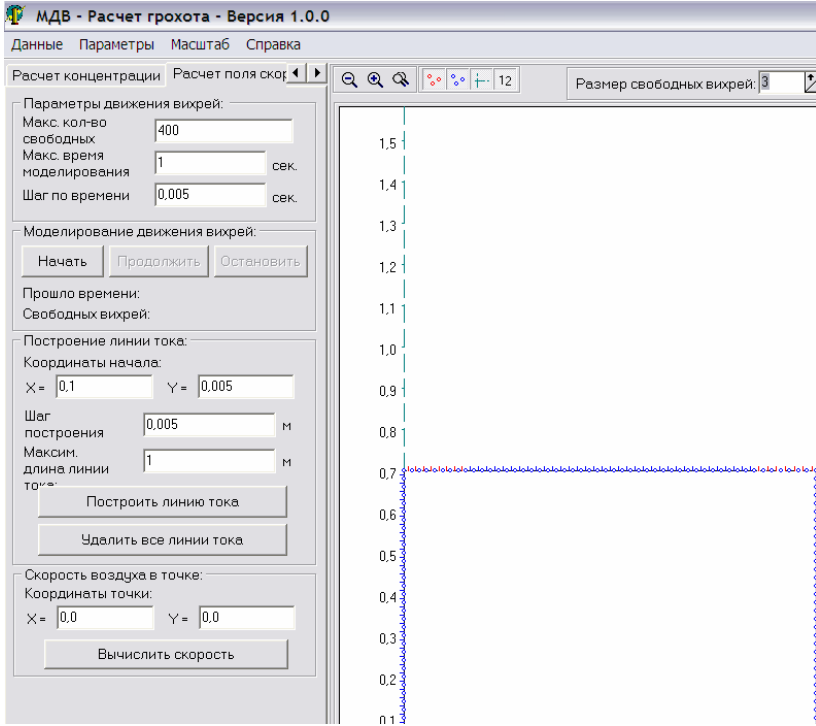 МДВ - Расчет грохота - Версия 1.0.0
Данные Параметры Масштаб Справка
Расчет концентрации Расчет поля скор
12 Размер свободных вихрей: 3
Параметры движения вихрей:
Макс. кол-во
свободных
400
Макс. время
моделирования
1 сек.
Шаг по времени 0,005 сек.
Моделирование движения вихрей:
Начать Продолжить Остановить
Прошло времени:
Свободных вихрей:
Построение линии тока:
Координаты начала:
X = 0,1 Y = 0,005
Шаг
построения
0,005 м
Максим.
длина линии
тока:
1 м
Построить линию тока
Удалить все линии тока
Скорость воздуха в точке:
Координаты точки:
X = 0,0 Y = 0,0
Вычислить скорость
1,5
1,4
1,3
1,2
1,1
1,0
0,9
0,8
0,7
0,6
0,5
0,4
0,3
0,2
0,1